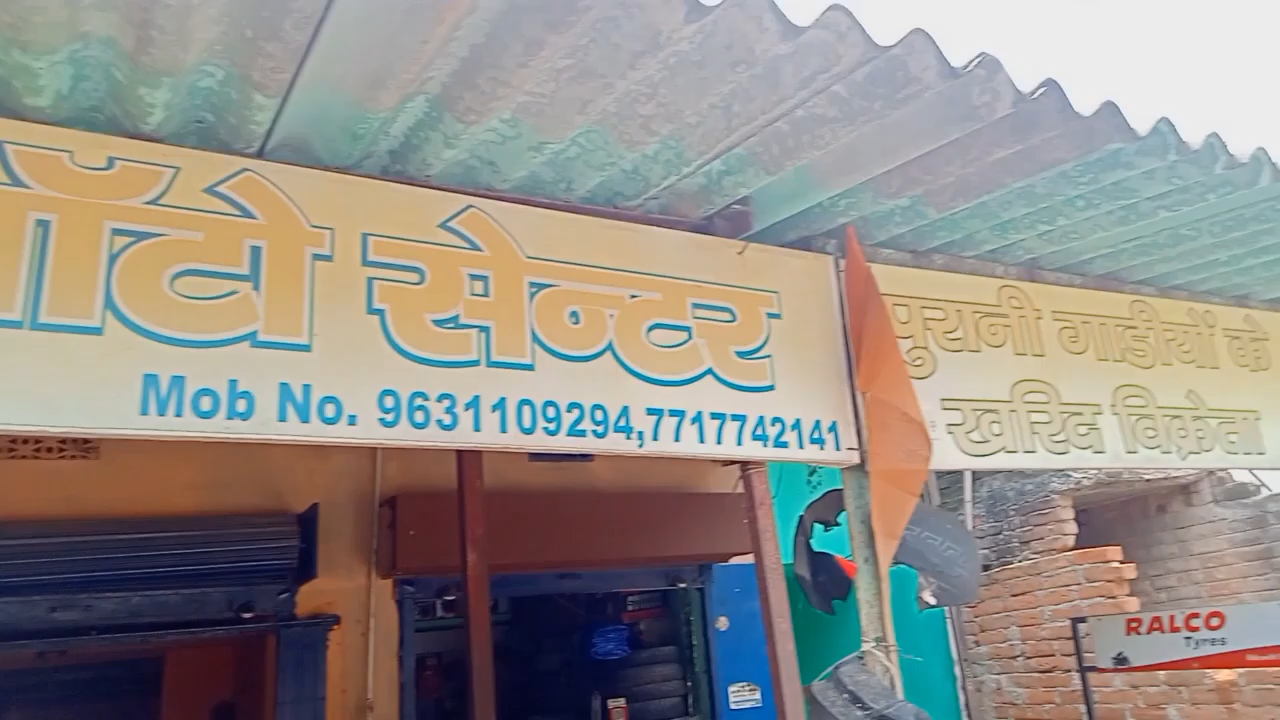 ऑटो सेन्टर
Mob No. 9631109294,7717742141
पुरानी गाडीयों के
खरिद विक्रेता
RALCO
Tyres